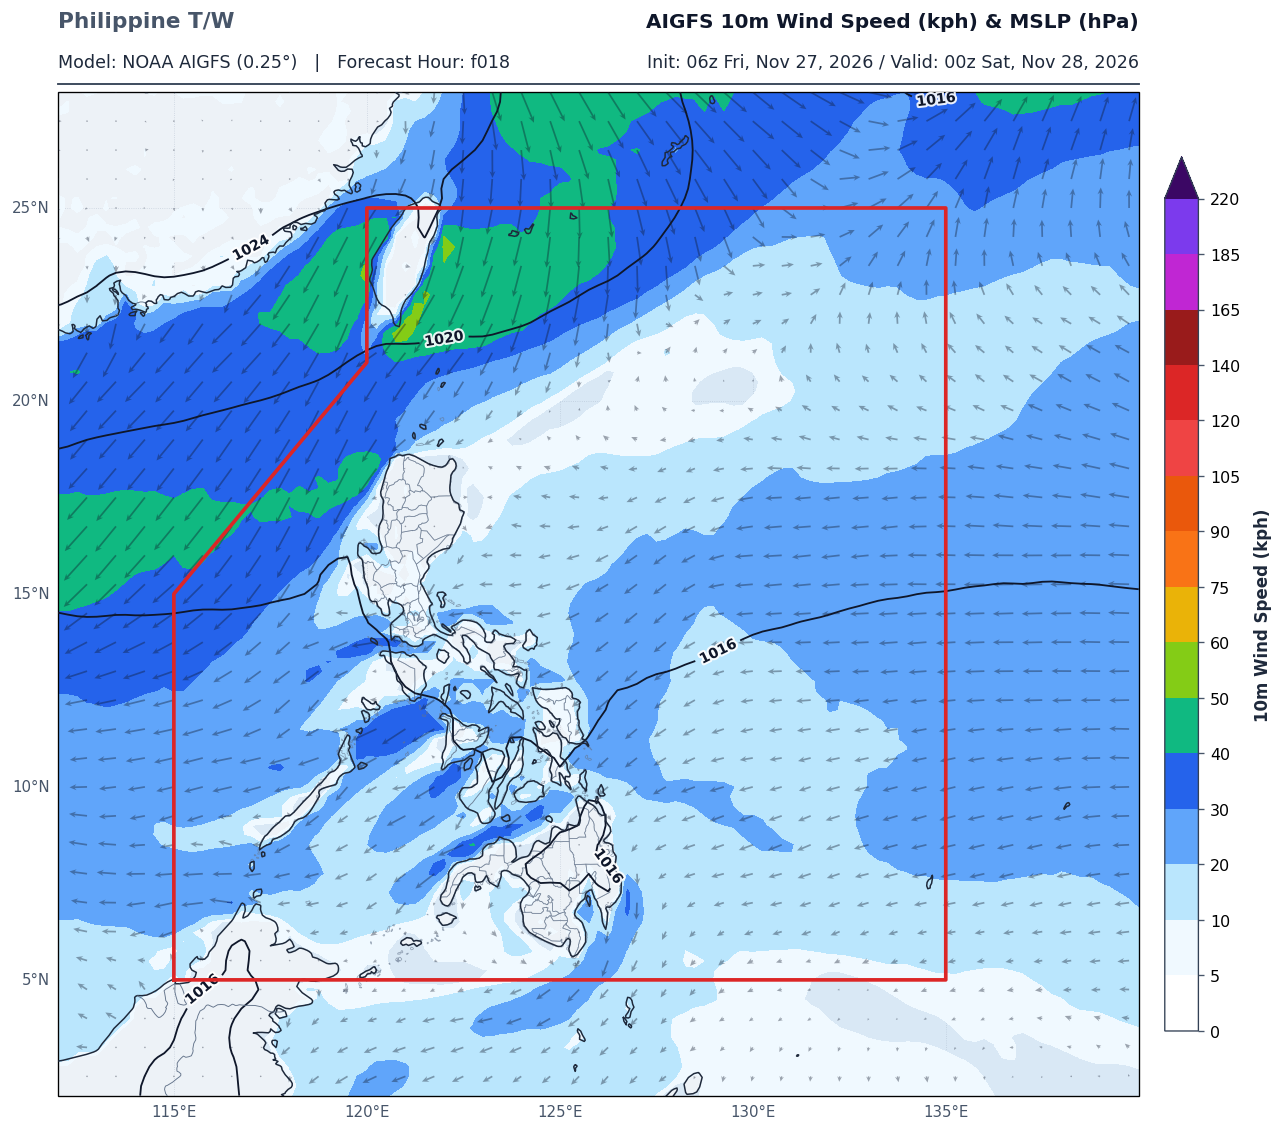 Philippine T/W
AIGFS 10m Wind Speed (kph) & MSLP (hPa)
Model: NOAA AIGFS (0.25°) | Forecast Hour: f018
Init: 06z Fri, Nov 27, 2026 / Valid: 00z Sat, Nov 28, 2026
1016
25°N
1024
1020
20°N
15°N
1016
10°N
1016
5°N
1016
115°E
120°E
125°E
130°E
135°E
220
185
165
140
120
105
90
75
60
50
40
30
20
10
5
0
10m Wind Speed (kph)